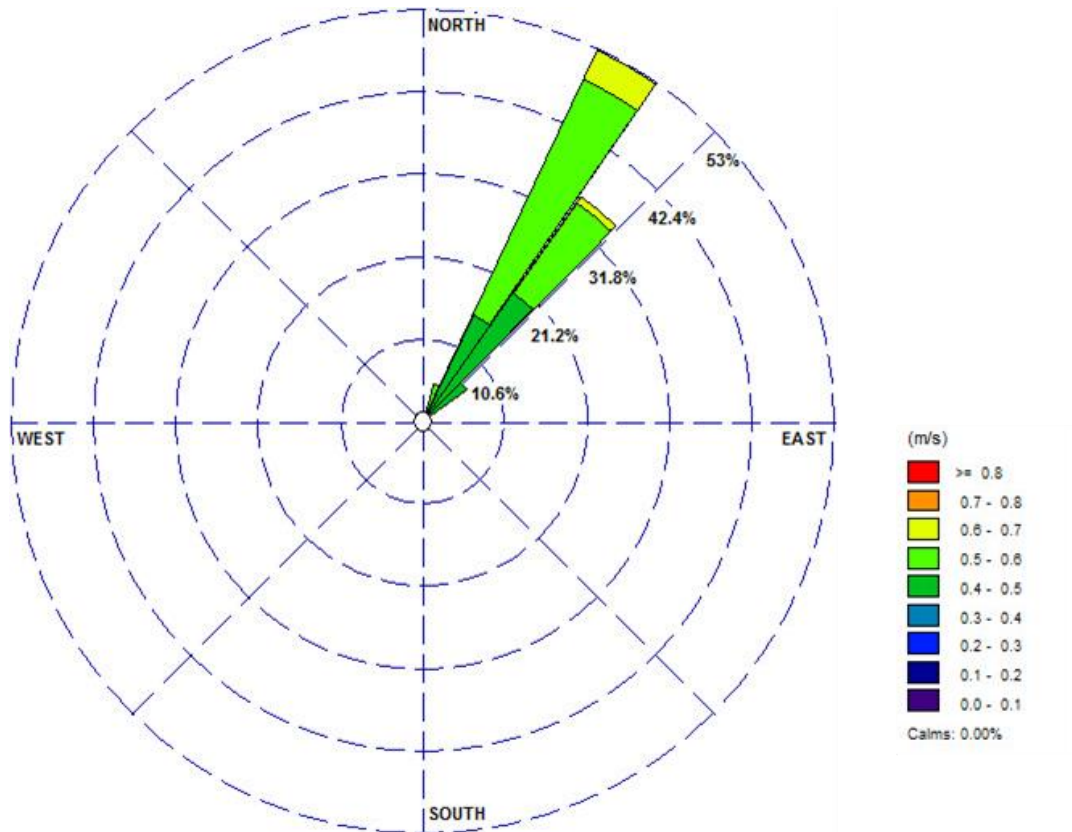 NORTH
53%
42.4%
31.8%
21.2%
10.6%
WEST
EAST
SOUTH
(m/s)
>= 0.8
0.7 - 0.8
0.6 - 0.7
0.5 - 0.6
0.4 - 0.5
0.3 - 0.4
0.2 - 0.3
0.1 - 0.2
0.0 - 0.1
Calms: 0.00%